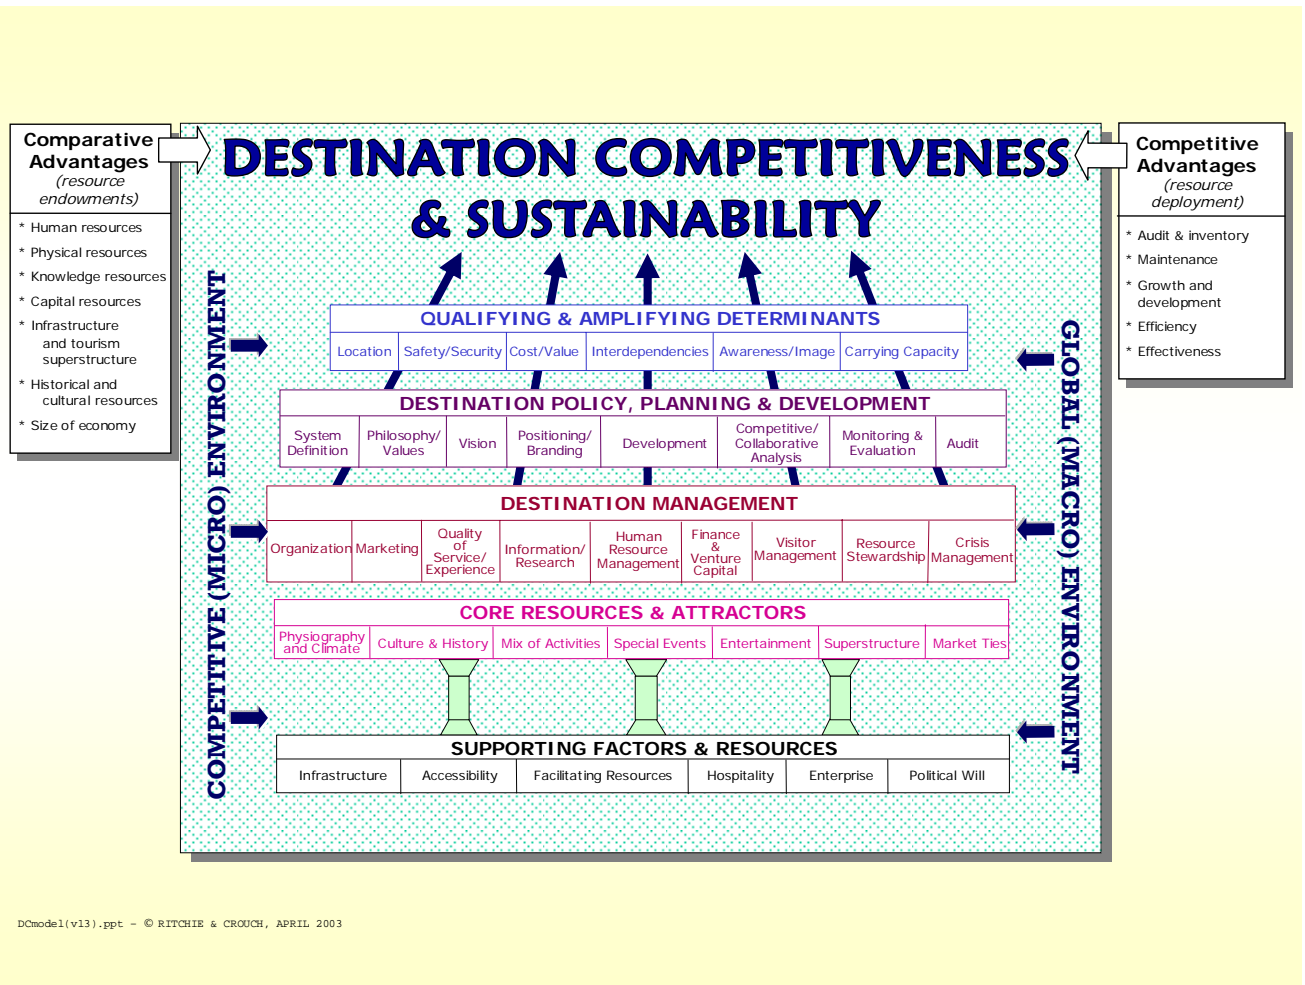 Comparative
Advantages
(resource
endowments)
* Human resources
* Physical resources
* Knowledge resources
* Capital resources
* Infrastructure
and tourism
superstructure
* Historical and
cultural resources
* Size of economy
DESTINATION COMPETITIVENESS
& SUSTAINABILITY
Competitive
Advantages
(resource
deployment)
* Audit & inventory
* Maintenance
* Growth and
development
* Efficiency
* Effectiveness
COMPETITIVE (MICRO) ENVIRONMENT
GLOBAL (MACRO) ENVIRONMENT
QUALIFYING & AMPLIFYING DETERMINANTS
Location Safety/Security Cost/Value Interdependencies Awareness/Image Carrying Capacity
DESTINATION POLICY, PLANNING & DEVELOPMENT
System
Definition
Philosophy/
Values
Vision
Positioning/
Branding
Development
Competitive/
Collaborative
Analysis
Monitoring &
Evaluation
Audit
DESTINATION MANAGEMENT
Organization
Marketing
Quality
of
Service/
Experience
Information/
Research
Human
Resource
Management
Finance
&
Venture
Capital
Visitor
Management
Resource
Stewardship
Crisis
Management
CORE RESOURCES & ATTRACTORS
Physiography
and Climate
Culture & History
Mix of Activities
Special Events
Entertainment
Superstructure
Market Ties
SUPPORTING FACTORS & RESOURCES
Infrastructure Accessibility Facilitating Resources Hospitality Enterprise Political Will
DCmodel(v13).ppt - © RITCHIE & CROUCH, APRIL 2003